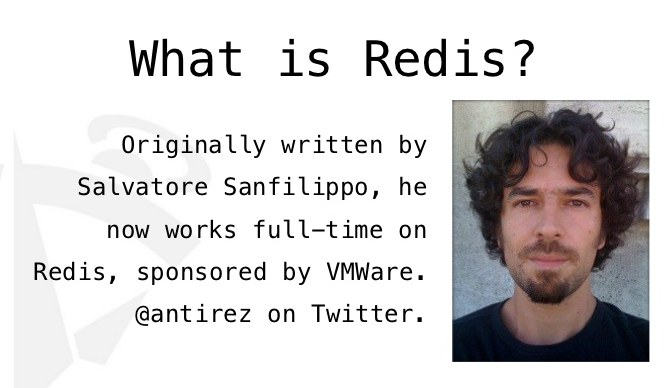 What is Redis?
Originally written by
Salvatore Sanfilippo, he
now works full-time on
Redis, sponsored by VMWare.
@antirez on Twitter.